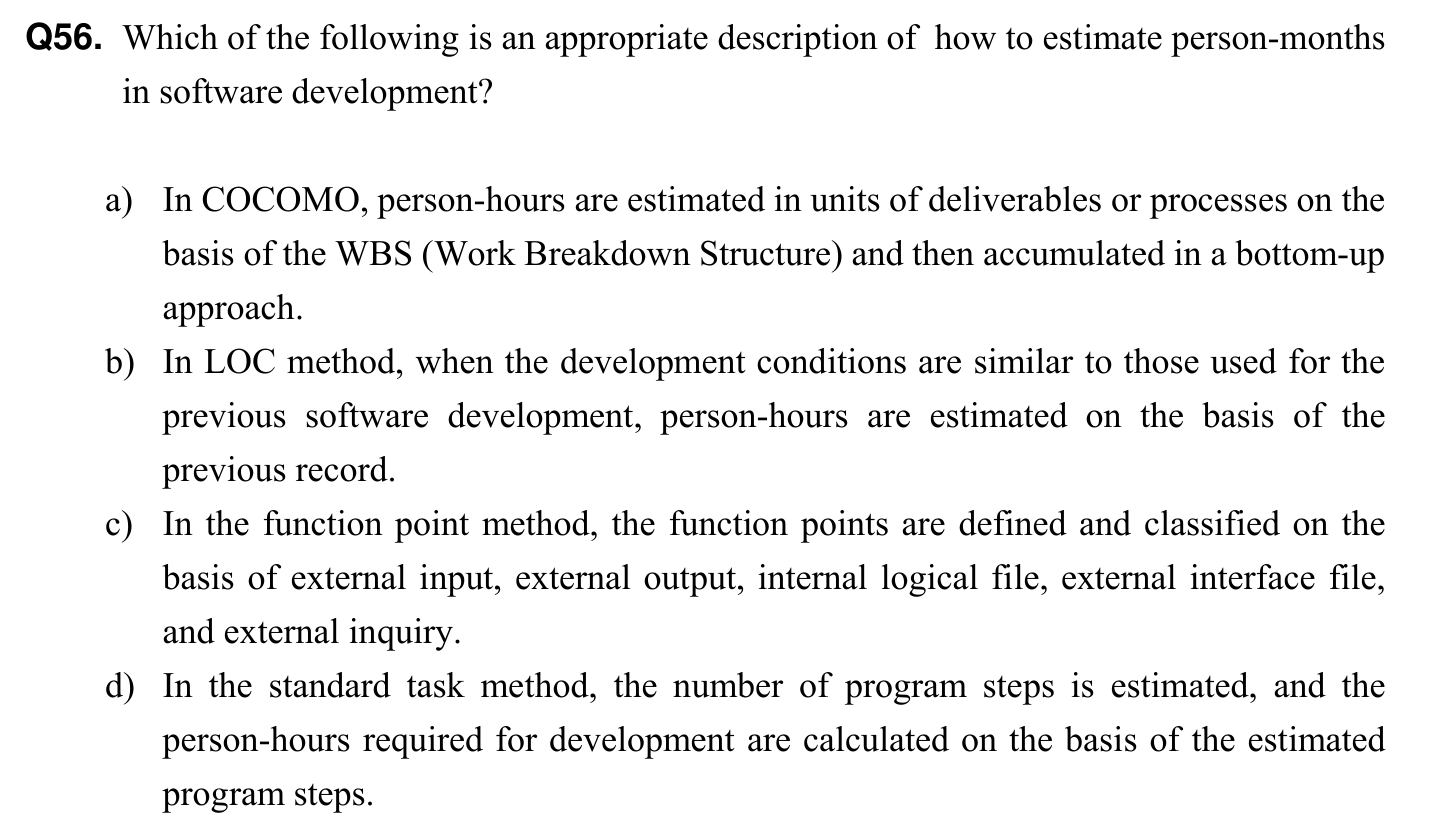 Q56. Which of the following is an appropriate description of how to estimate person-months
in software development?
a) In COCOMO, person-hours are estimated in units of deliverables or processes on the
basis of the WBS (Work Breakdown Structure) and then accumulated in a bottom-up
approach.
b) In LOC method, when the development conditions are similar to those used for the
previous software development, person-hours are estimated on the basis of the
previous record.
c) In the function point method, the function points are defined and classified on the
basis of external input, external output, internal logical file, external interface file,
and external inquiry.
d) In the standard task method, the number of program steps is estimated, and the
person-hours required for development are calculated on the basis of the estimated
program steps.